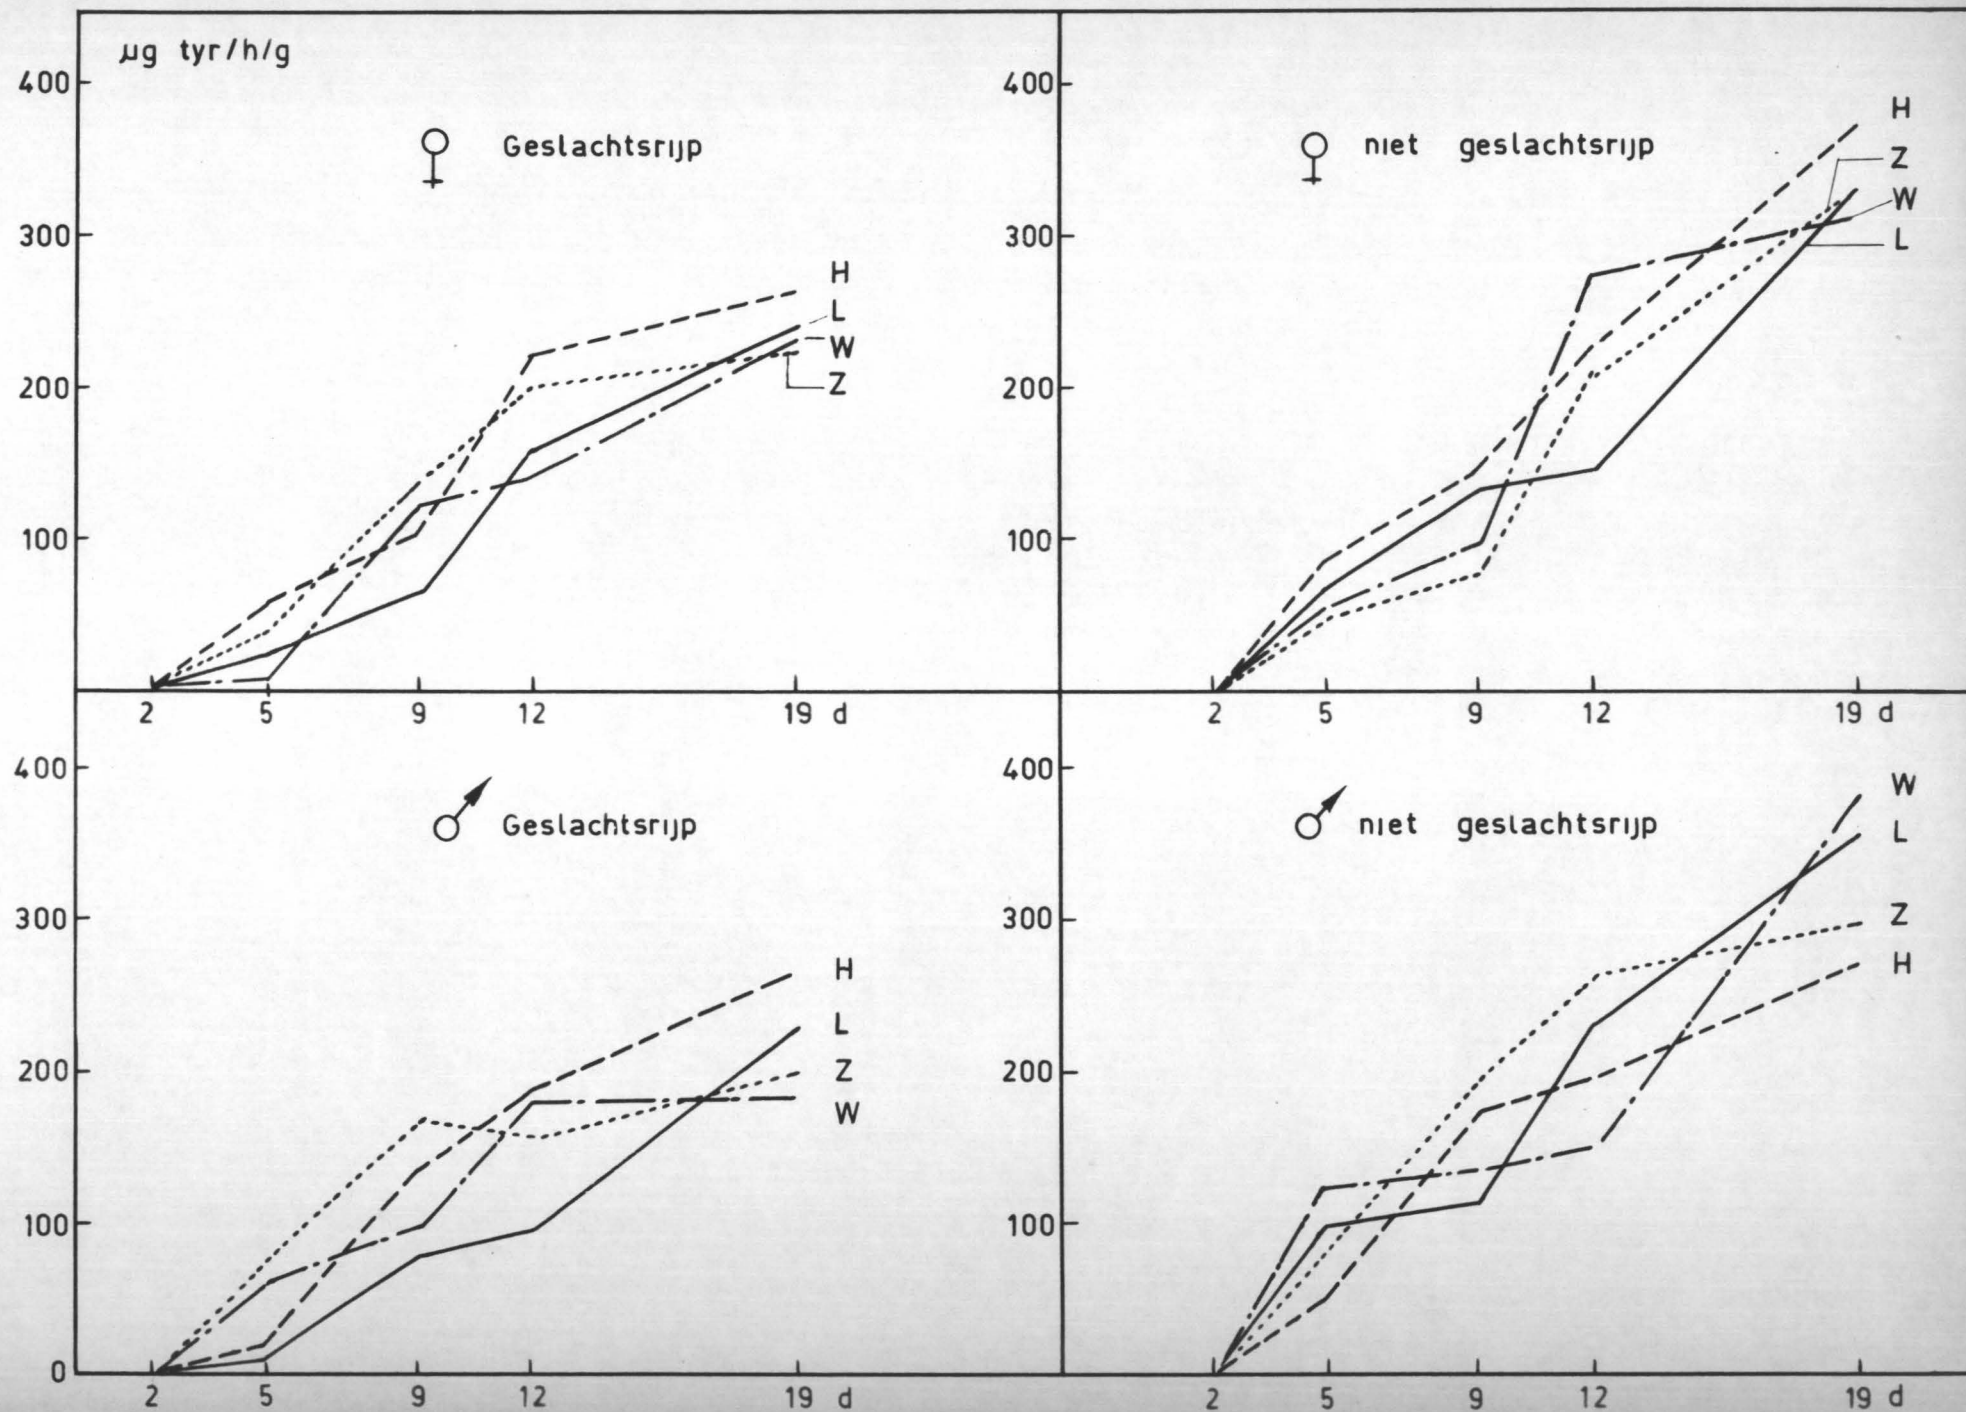 µg tyr/h/g
400
300
200
100
♀ Geslachtsrijp
H
L
W
Z
2 5 9 12 19 d
400
300
200
100
♀ niet geslachtsrijp
H
Z
W
L
2 5 9 12 19 d
400
300
200
100
0
♂ Geslachtsrijp
H
L
Z
W
2 5 9 12 19 d
400
300
200
100
♂ niet geslachtsrijp
W
L
Z
H
2 5 9 12 19 d